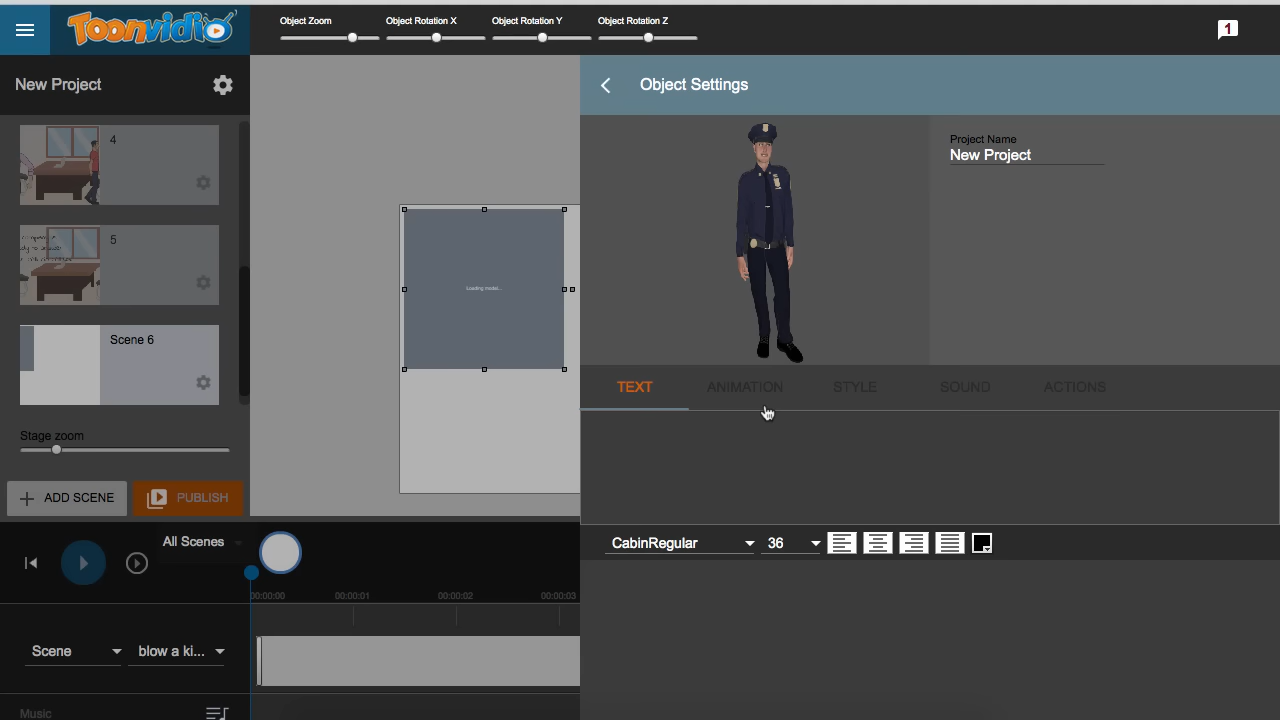 Toonvidio
Object Zoom
Object Rotation X
Object Rotation Y
Object Rotation Z
1
New Project
Object Settings
4
Project Name
New Project
5
Loading model...
Scene 6
TEXT
ANIMATION
STYLE
SOUND
ACTIONS
Stage zoom
ADD SCENE
PUBLISH
All Scenes
CabinRegular
36
00:00:00
00:00:01
00:00:02
00:00:03
Scene
blow a ki...
Music